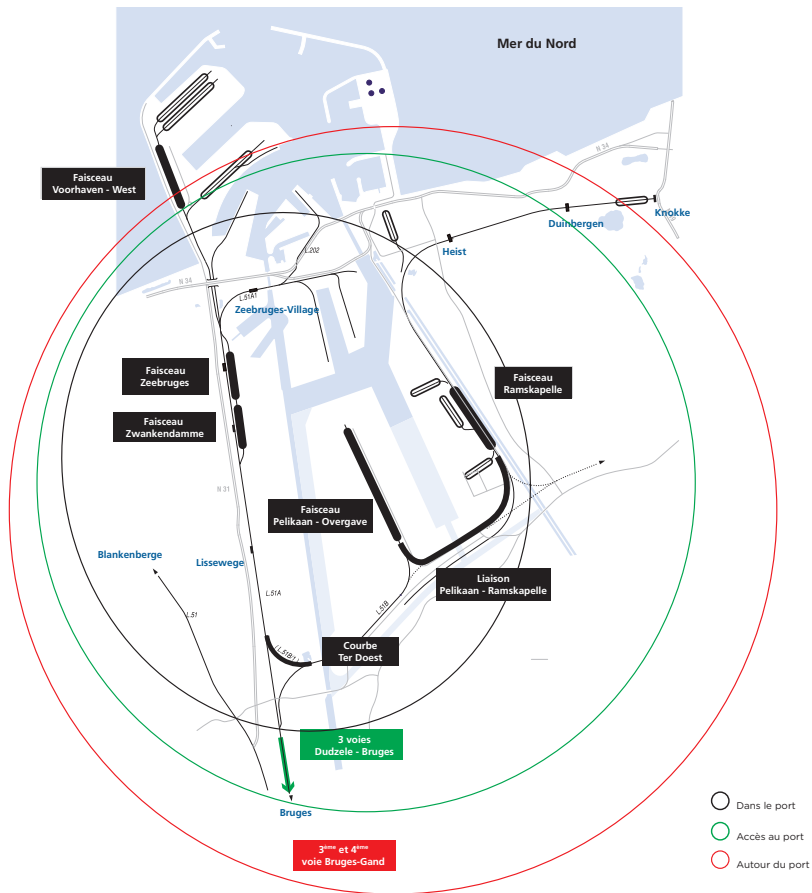 Mer du Nord
N 34
Faisceau
Voorhaven - West
Knokke
Duinbergen
Heist
L.202
N 34
L.51A1
Zeebruges-Village
Faisceau
Zeebruges
Faisceau
Ramskapelle
Faisceau
Zwankendamme
N 31
Faisceau
Pelikaan - Overgave
Blankenberge
Lissewege
Liaison
Pelikaan - Ramskapelle
L.51A
L.51B
L.51
Courbe
Ter Doest
(L.51B/1)
3 voies
Dudzele - Bruges
Bruges
3ème et 4ème
voie Bruges-Gand
Dans le port
Accès au port
Autour du port